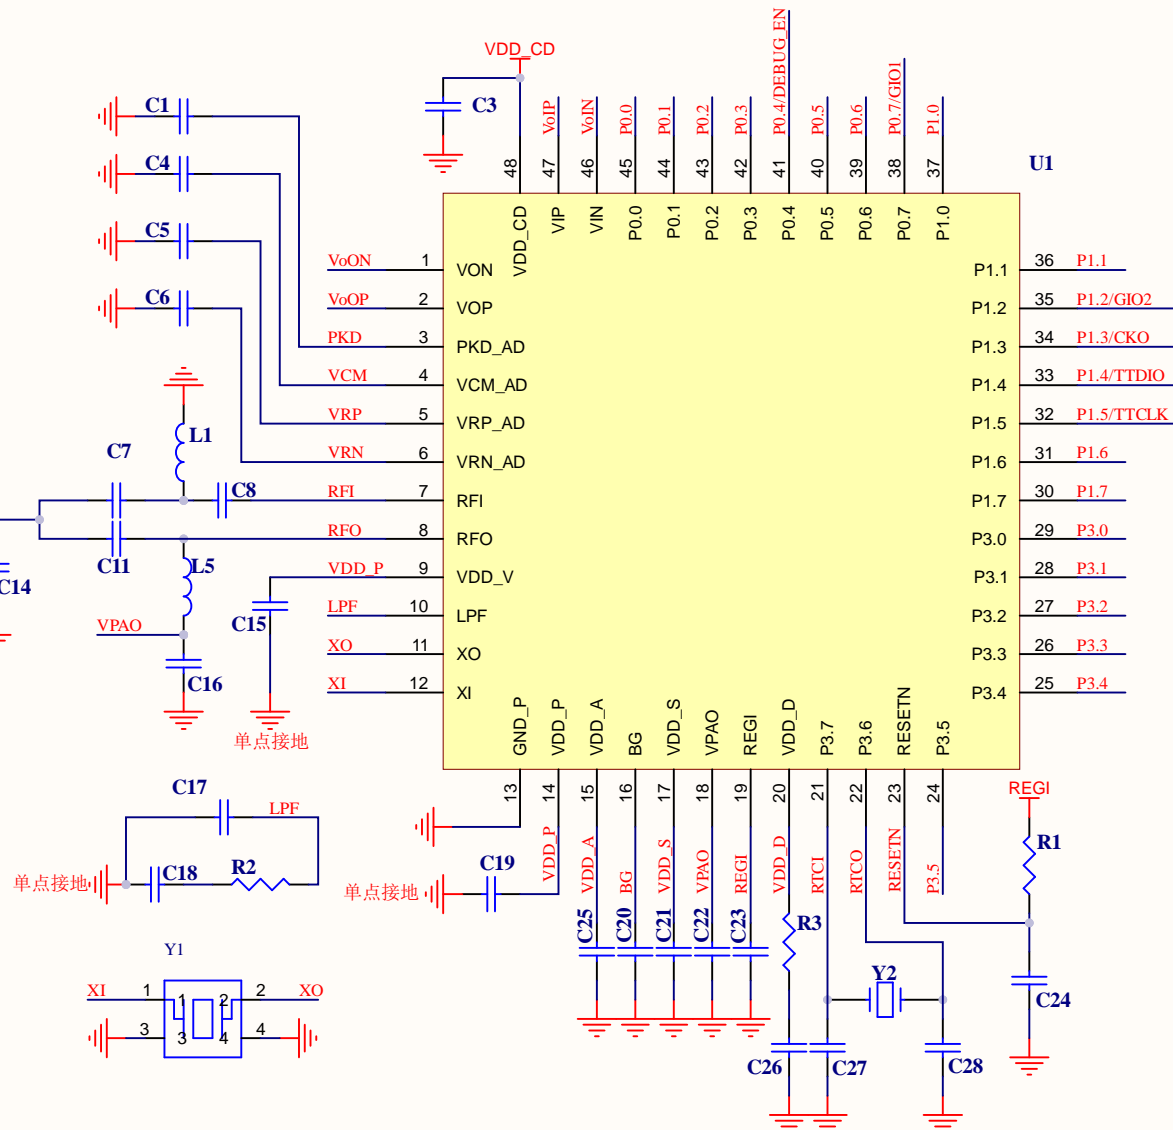 VDD_CD
C3
C1
C4
C5
C6
48 47 46 45 44 43 42 41 40 39 38 37
VoIP VoIN P0.0 P0.1 P0.2 P0.3 P0.4/DEBUG_EN P0.5 P0.6 P0.7/GIO1 P1.0
U1
VDD_CD VIP VIN P0.0 P0.1 P0.2 P0.3 P0.4 P0.5 P0.6 P0.7 P1.0
VoON 1 VON P1.1 36 P1.1
VoOP 2 VOP P1.2 35 P1.2/GIO2
PKD 3 PKD_AD P1.3 34 P1.3/CKO
VCM 4 VCM_AD P1.4 33 P1.4/TTDIO
VRP 5 VRP_AD P1.5 32 P1.5/TTCLK
VRN 6 VRN_AD P1.6 31 P1.6
RFI 7 RFI P1.7 30 P1.7
RFO 8 RFO P3.0 29 P3.0
VDD_P 9 VDD_V P3.1 28 P3.1
LPF 10 LPF P3.2 27 P3.2
XO 11 XO P3.3 26 P3.3
XI 12 XI P3.4 25 P3.4
L1
C7
C8
C11
L5
C14
VPAO
C15
C16
单点接地
GND_P VDD_P VDD_A BG VDD_S VPAO REGI VDD_D P3.7 P3.6 RESETN P3.5
13 14 15 16 17 18 19 20 21 22 23 24
VDD_P VDD_A BG VDD_S VPAO REGI VDD_D RTCI RTCO RESETN P3.5
C17
LPF
单点接地
C18
R2
单点接地
C19
C25 C20 C21 C22 C23
R3
REGI
R1
C24
Y2
C26
C27
C28
Y1
XI 1 1 2 2 XO
3 3 4 4